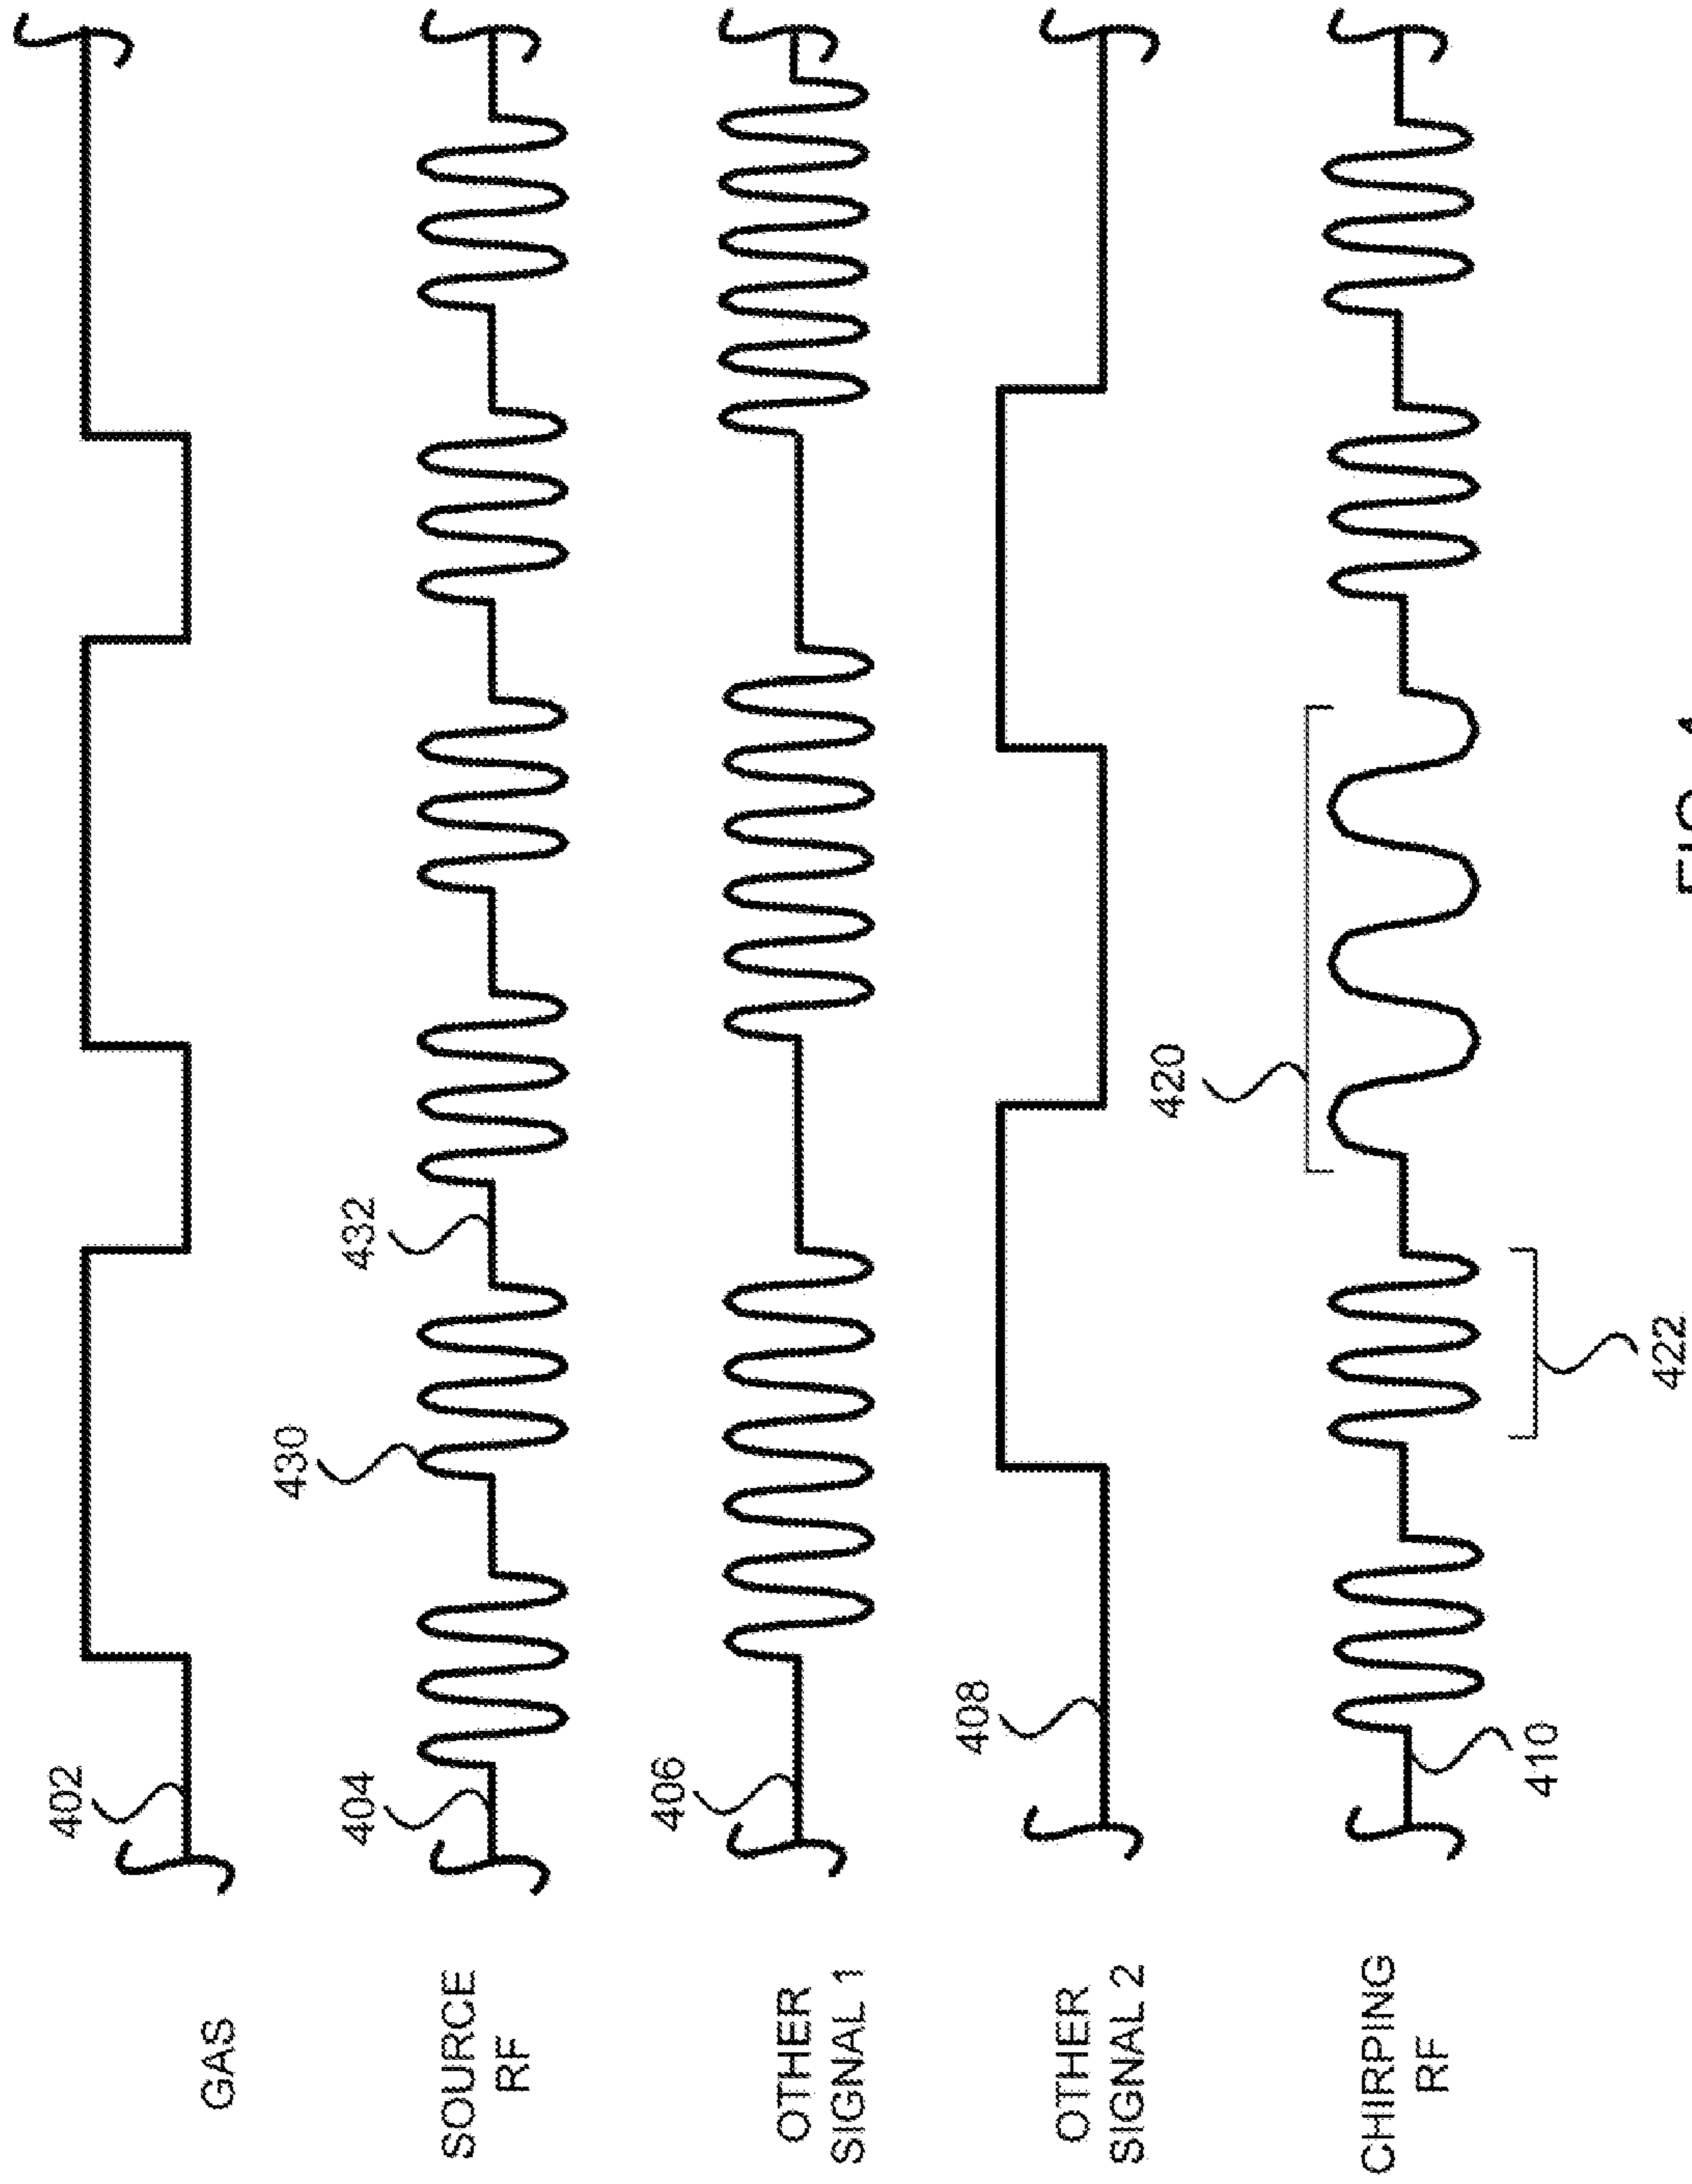 402
GAS
430
432
404
SOURCE
RF
406
OTHER
SIGNAL 1
408
OTHER
SIGNAL 2
420
410
422
CHIRPING
RF